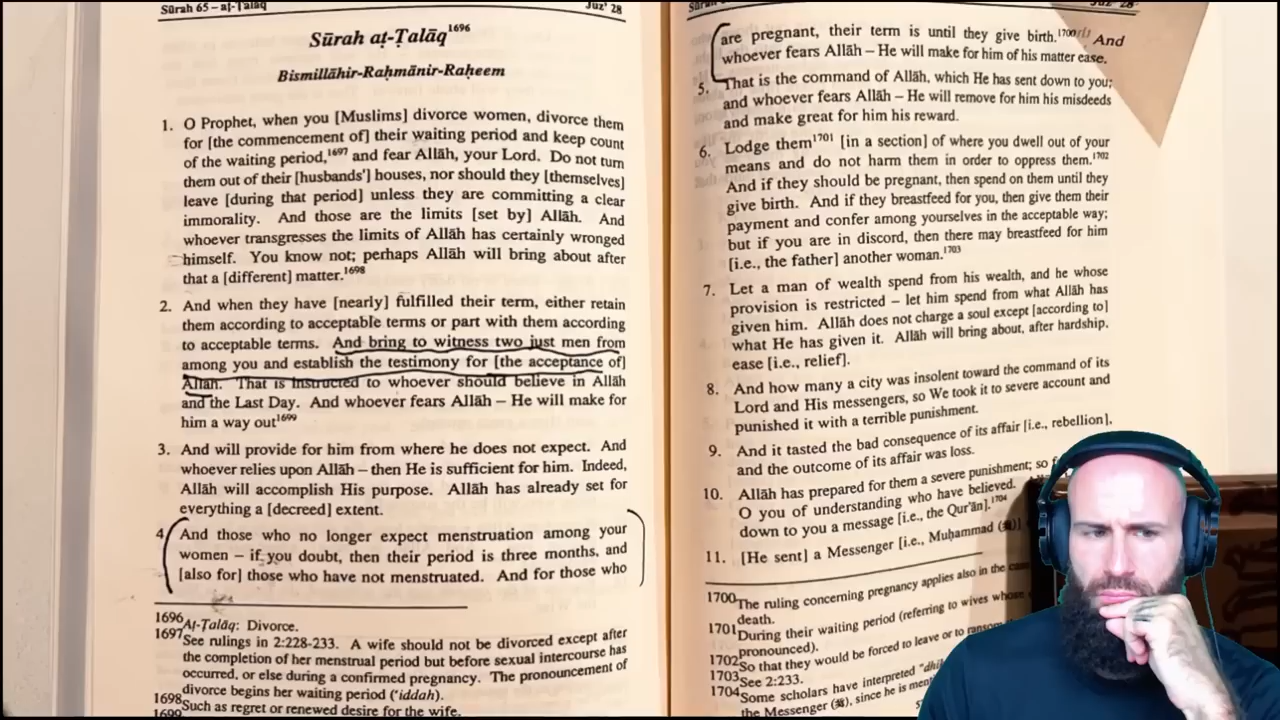 Sūrah 65 – aṭ-Ṭalāq
Juz' 28
Sūrah aṭ-Ṭalāq1696
Bismillāhir-Raḥmānir-Raḥeem
1. O Prophet, when you [Muslims] divorce women, divorce them
for [the commencement of] their waiting period and keep count
of the waiting period,1697 and fear Allāh, your Lord. Do not turn
them out of their [husbands'] houses, nor should they [themselves]
leave [during that period] unless they are committing a clear
immorality. And those are the limits [set by] Allāh. And
whoever transgresses the limits of Allāh has certainly wronged
himself. You know not; perhaps Allāh will bring about after
that a [different] matter.1698
2. And when they have [nearly] fulfilled their term, either retain
them according to acceptable terms or part with them according
to acceptable terms. And bring to witness two just men from
among you and establish the testimony for [the acceptance of]
Allāh. That is instructed to whoever should believe in Allāh
and the Last Day. And whoever fears Allāh – He will make for
him a way out1699
3. And will provide for him from where he does not expect. And
whoever relies upon Allāh – then He is sufficient for him. Indeed,
Allāh will accomplish His purpose. Allāh has already set for
everything a [decreed] extent.
4. And those who no longer expect menstruation among your
women – if you doubt, then their period is three months, and
[also for] those who have not menstruated. And for those who
1696 Aṭ-Ṭalāq: Divorce.
1697 See rulings in 2:228-233. A wife should not be divorced except after
the completion of her menstrual period but before sexual intercourse has
occurred, or else during a confirmed pregnancy. The pronouncement of
divorce begins her waiting period ('iddah).
1698 Such as regret or renewed desire for the wife.
1699
28
are pregnant, their term is until they give birth.1700 And
whoever fears Allāh – He will make for him of his matter ease.
5. That is the command of Allāh, which He has sent down to you;
and whoever fears Allāh – He will remove for him his misdeeds
and make great for him his reward.
6. Lodge them1701 [in a section] of where you dwell out of your
means and do not harm them in order to oppress them.1702
And if they should be pregnant, then spend on them until they
give birth. And if they breastfeed for you, then give them their
payment and confer among yourselves in the acceptable way;
but if you are in discord, then there may breastfeed for him
[i.e., the father] another woman.1703
7. Let a man of wealth spend from his wealth, and he whose
provision is restricted – let him spend from what Allāh has
given him. Allāh does not charge a soul except [according to]
what He has given it. Allāh will bring about, after hardship,
ease [i.e., relief].
8. And how many a city was insolent toward the command of its
Lord and His messengers, so We took it to severe account and
punished it with a terrible punishment.
9. And it tasted the bad consequence of its affair [i.e., rebellion],
and the outcome of its affair was loss.
10. Allāh has prepared for them a severe punishment; so
O you of understanding who have believed.
down to you a message [i.e., the Qur'ān].1704
11. [He sent] a Messenger [i.e., Muḥammad (ﷺ)]
1700 The ruling concerning pregnancy applies also in the
death.
1701 During their waiting period (referring to wives whose
pronounced).
1702 So that they would be forced to leave or to ransom
1703 See 2:233.
1704 Some scholars have interpreted
the Messenger (ﷺ), since he is